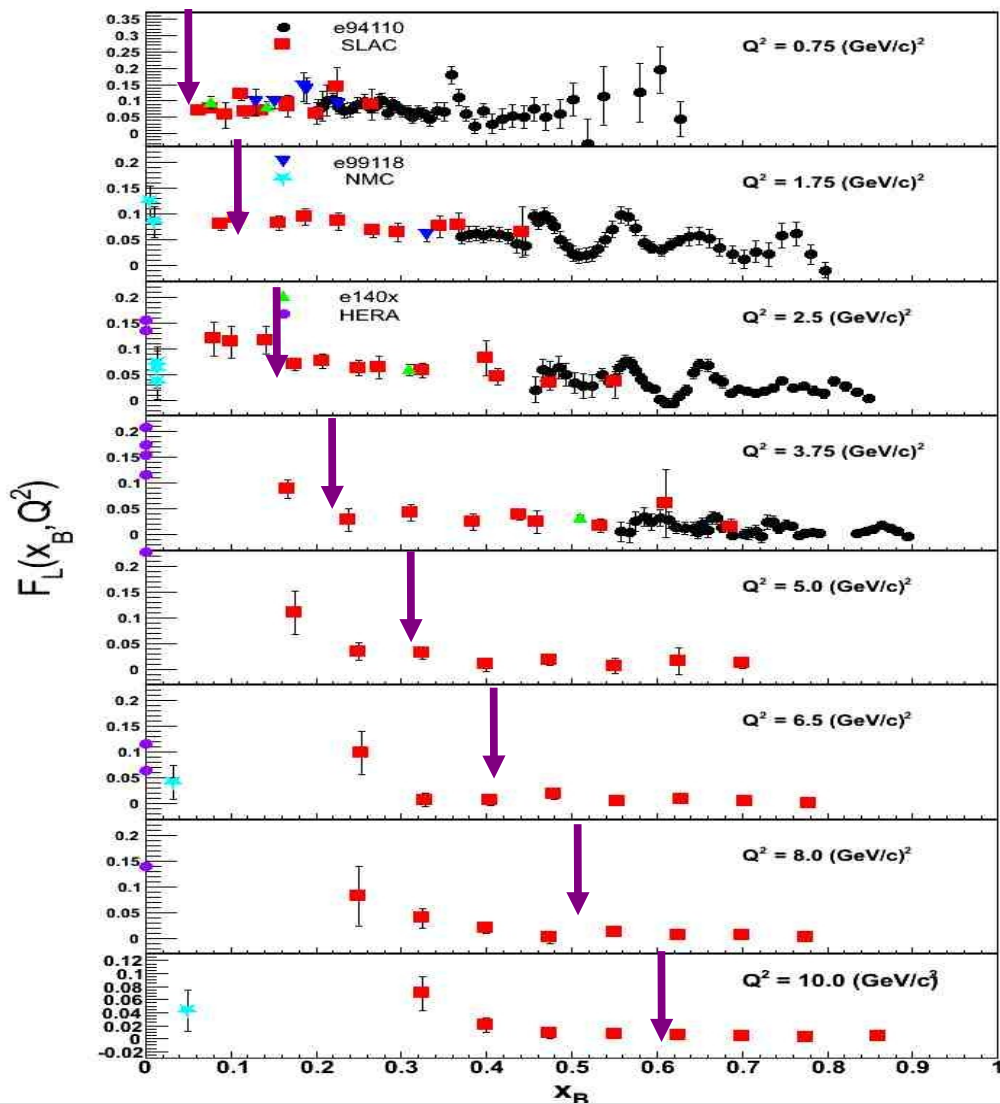 e94110
SLAC
Q² = 0.75 (GeV/c)²
0.35
0.3
0.25
0.2
0.15
0.1
0.05
0
e99118
NMC
Q² = 1.75 (GeV/c)²
0.2
0.15
0.1
0.05
0
e140x
HERA
Q² = 2.5 (GeV/c)²
0.2
0.15
0.1
0.05
0
Q² = 3.75 (GeV/c)²
0.2
0.15
0.1
0.05
0
F_L(x_B,Q²)
Q² = 5.0 (GeV/c)²
0.2
0.15
0.1
0.05
0
Q² = 6.5 (GeV/c)²
0.2
0.15
0.1
0.05
0
Q² = 8.0 (GeV/c)²
0.2
0.15
0.1
0.05
0
Q² = 10.0 (GeV/c)²
0.12
0.1
0.08
0.06
0.04
0.02
0
-0.02
0 0.1 0.2 0.3 0.4 0.5 0.6 0.7 0.8 0.9 1
x_B